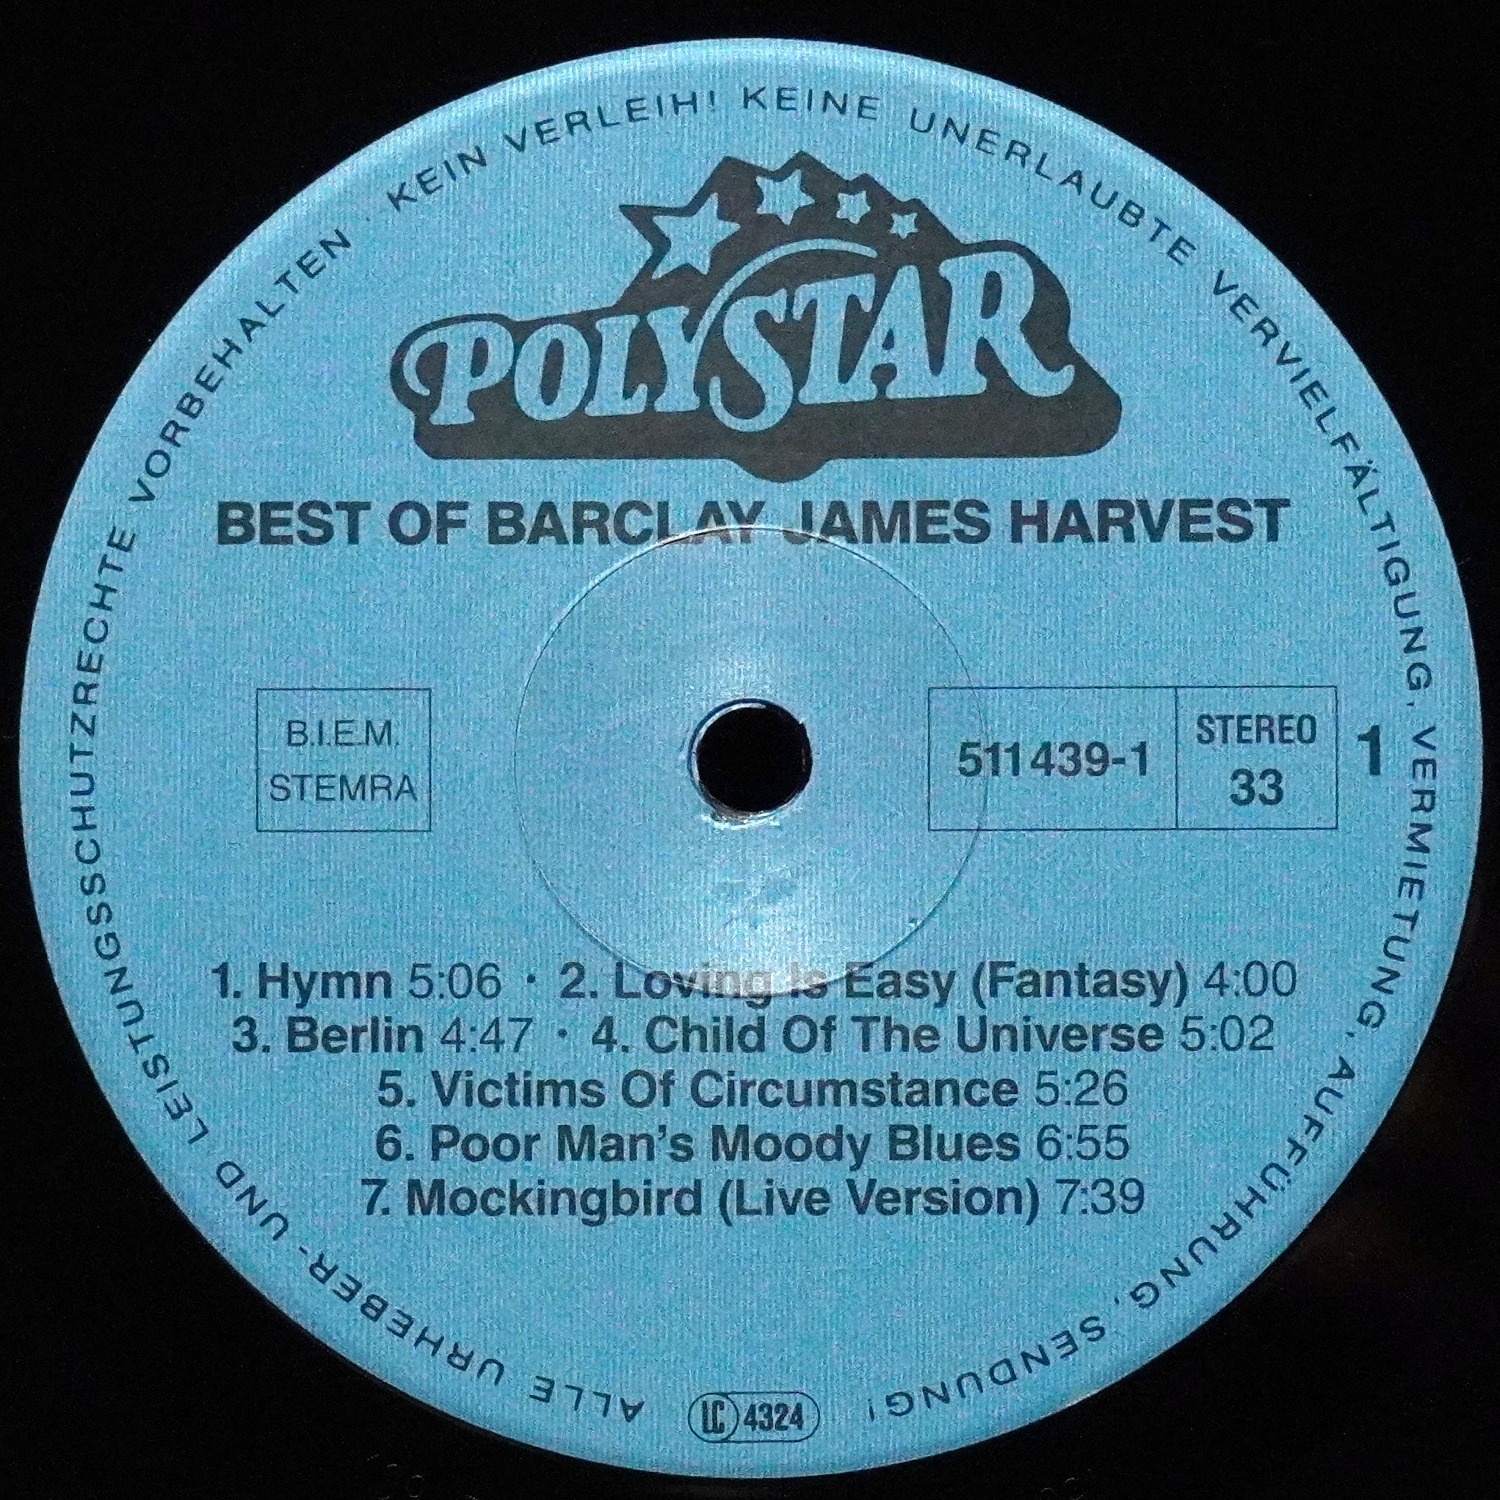 ALLE URHEBER- UND LEISTUNGSSCHUTZRECHTE VORBEHALTEN · KEIN VERLEIH! KEINE UNERLAUBTE VERVIELFÄLTIGUNG, VERMIETUNG, AUFFÜHRUNG, SENDUNG!
POLYSTAR
BEST OF BARCLAY JAMES HARVEST
B.I.E.M.
STEMRA
511 439-1
STEREO
33
1
1. Hymn 5:06 · 2. Loving Is Easy (Fantasy) 4:00
3. Berlin 4:47 · 4. Child Of The Universe 5:02
5. Victims Of Circumstance 5:26
6. Poor Man's Moody Blues 6:55
7. Mockingbird (Live Version) 7:39
LC 4324